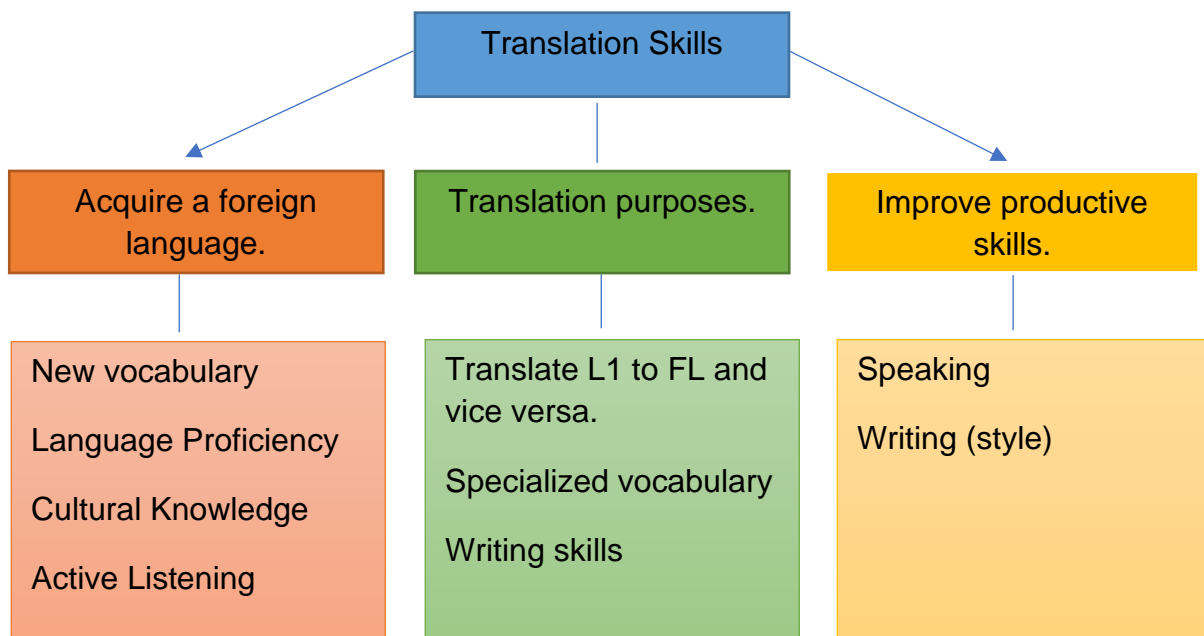 Translation Skills
Acquire a foreign
language.
Translation purposes.
Improve productive
skills.
New vocabulary
Language Proficiency
Cultural Knowledge
Active Listening
Translate L1 to FL and
vice versa.
Specialized vocabulary
Writing skills
Speaking
Writing (style)